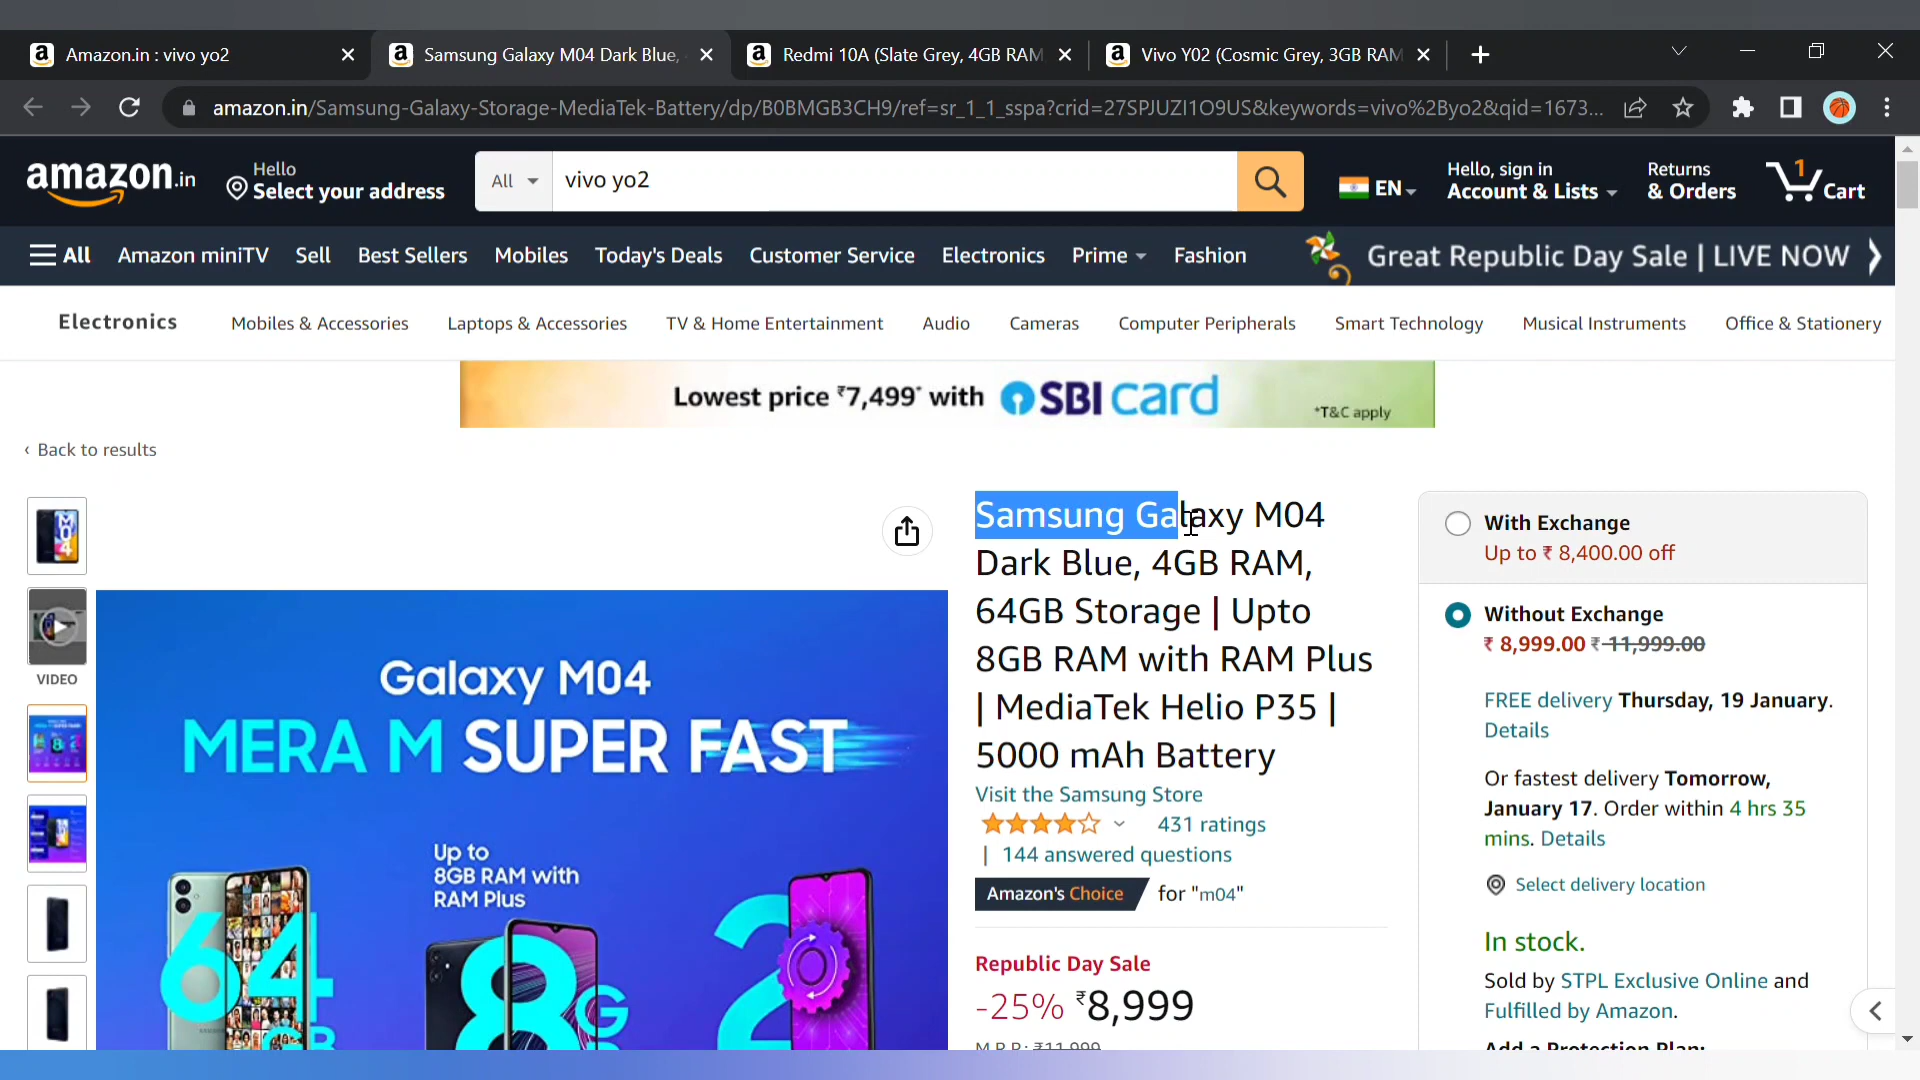 Amazon.in : vivo yo2
Samsung Galaxy M04 Dark Blue,
Redmi 10A (Slate Grey, 4GB RAM
Vivo Y02 (Cosmic Grey, 3GB RAM
amazon.in/Samsung-Galaxy-Storage-MediaTek-Battery/dp/B0BMGB3CH9/ref=sr_1_1_sspa?crid=27SPJUZI1O9US&keywords=vivo%2Byo2&qid=1673...
amazon.in
Hello
Select your address
All
vivo yo2
EN
Hello, sign in
Account & Lists
Returns
& Orders
1
Cart
All
Amazon miniTV
Sell
Best Sellers
Mobiles
Today's Deals
Customer Service
Electronics
Prime
Fashion
Great Republic Day Sale | LIVE NOW
Electronics
Mobiles & Accessories
Laptops & Accessories
TV & Home Entertainment
Audio
Cameras
Computer Peripherals
Smart Technology
Musical Instruments
Office & Stationery
Lowest price ₹7,499* with SBI card
*T&C apply
‹ Back to results
M04
VIDEO
Galaxy M04
MERA M SUPER FAST
Up to
8GB RAM with
RAM Plus
64
GB
8
G
2
Samsung Galaxy M04
Dark Blue, 4GB RAM,
64GB Storage | Upto
8GB RAM with RAM Plus
| MediaTek Helio P35 |
5000 mAh Battery
Visit the Samsung Store
431 ratings
| 144 answered questions
Amazon's Choice for "m04"
Republic Day Sale
-25% ₹8,999
M.R.P.: ₹11,999
With Exchange
Up to ₹ 8,400.00 off
Without Exchange
₹ 8,999.00 ₹ 11,999.00
FREE delivery Thursday, 19 January.
Details
Or fastest delivery Tomorrow,
January 17. Order within 4 hrs 35
mins. Details
Select delivery location
In stock.
Sold by STPL Exclusive Online and
Fulfilled by Amazon.
Add a Protection Plan: